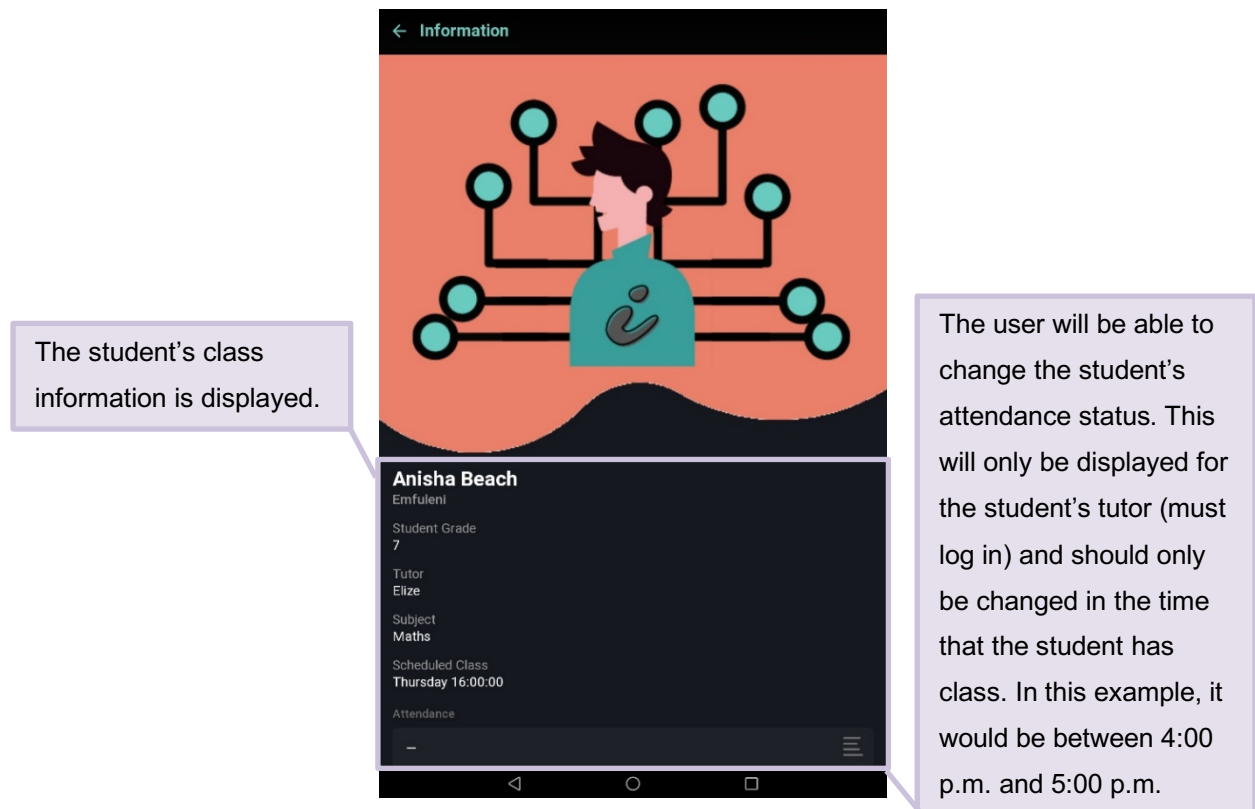 ← Information
The student’s class
information is displayed.
i
Anisha Beach
Emfuleni
Student Grade
7
Tutor
Elize
Subject
Maths
Scheduled Class
Thursday 16:00:00
Attendance
–
The user will be able to
change the student’s
attendance status. This
will only be displayed for
the student’s tutor (must
log in) and should only
be changed in the time
that the student has
class. In this example, it
would be between 4:00
p.m. and 5:00 p.m.